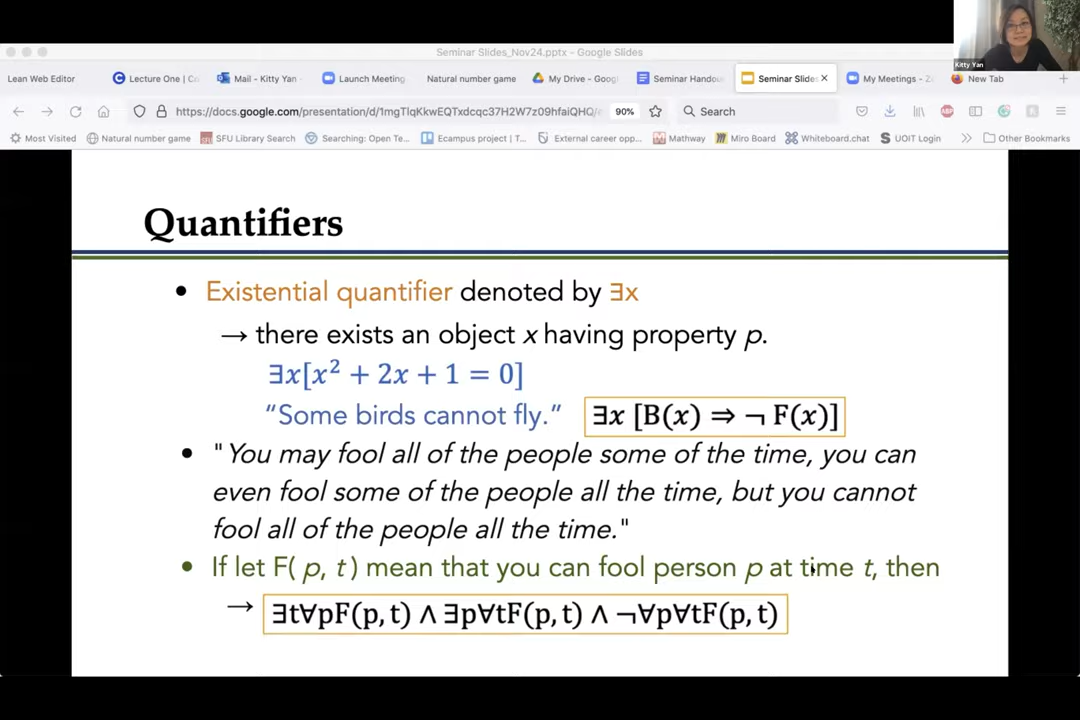 Seminar Slides_Nov24.pptx - Google Slides
Kitty Yan
Lean Web Editor
Lecture One | C
Mail - Kitty Yan -
Launch Meeting
Natural number game
My Drive - Goog
Seminar Handou
Seminar Slides
My Meetings - Z
New Tab
https://docs.google.com/presentation/d/1mgTlqKkwEQTxdcqc37H2W7z09hfaiQHQ/
90%
Search
Most Visited
Natural number game
SFU Library Search
Searching: Open Te...
Ecampus project | T...
External career opp...
Mathway
Miro Board
Whiteboard.chat
UOIT Login
Other Bookmarks
Quantifiers
• Existential quantifier denoted by ∃x
→ there exists an object x having property p.
∃x[x² + 2x + 1 = 0]
“Some birds cannot fly.” ∃x [B(x) ⇒ ¬ F(x)]
• "You may fool all of the people some of the time, you can
even fool some of the people all the time, but you cannot
fool all of the people all the time."
• If let F( p, t ) mean that you can fool person p at time t, then
→ ∃t∀pF(p, t) ∧ ∃p∀tF(p, t) ∧ ¬∀p∀tF(p, t)